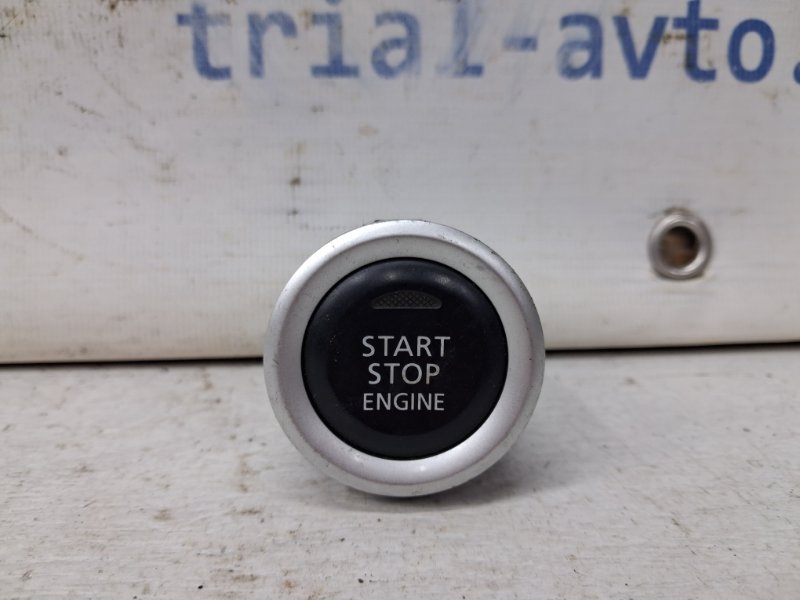 trial-avto.
START
STOP
ENGINE